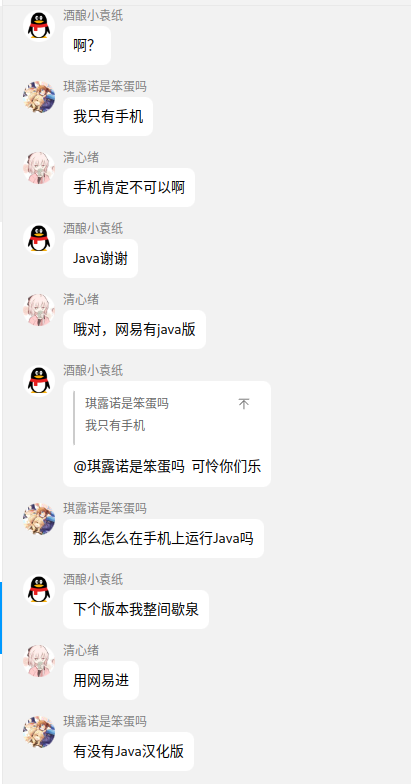 酒酿小袁纸
啊？
琪露诺是笨蛋吗
我只有手机
清心绪
手机肯定不可以啊
酒酿小袁纸
Java谢谢
清心绪
哦对，网易有java版
酒酿小袁纸
琪露诺是笨蛋吗
我只有手机
@琪露诺是笨蛋吗 可怜你们乐
琪露诺是笨蛋吗
那么怎么在手机上运行Java吗
酒酿小袁纸
下个版本我整间歇泉
清心绪
用网易进
琪露诺是笨蛋吗
有没有Java汉化版